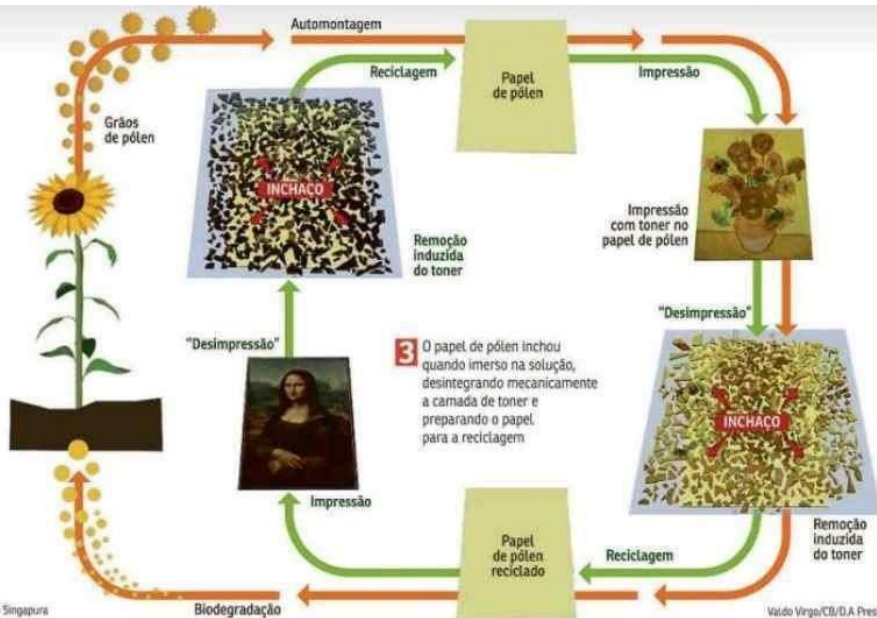 Automontagem
Reciclagem
Papel
de pólen
Impressão
Grãos
de pólen
INCHAÇO
Remoção
induzida
do toner
Impressão
com toner no
papel de pólen
"Desimpressão"
"Desimpressão"
3 O papel de pólen inchou
quando imerso na solução,
desintegrando mecanicamente
a camada de toner e
preparando o papel
para a reciclagem
INCHAÇO
Impressão
Papel
de pólen
reciclado
Reciclagem
Remoção
induzida
do toner
Singapura
Biodegradação
Valdo Virgo/CB/D.A Pres